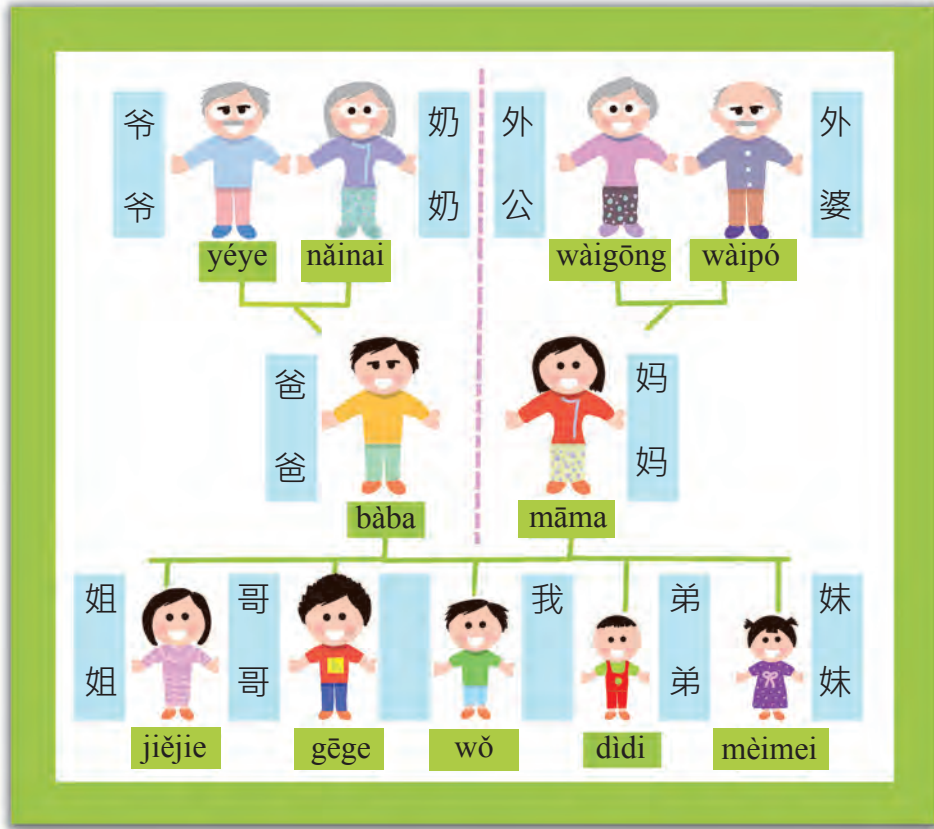 爷爷
奶奶
外公
外婆
yéye
nǎinai
wàigōng
wàipó
爸爸
妈妈
bàba
māma
姐姐
哥哥
我
弟弟
妹妹
jiějie
gēge
wǒ
dìdi
mèimei